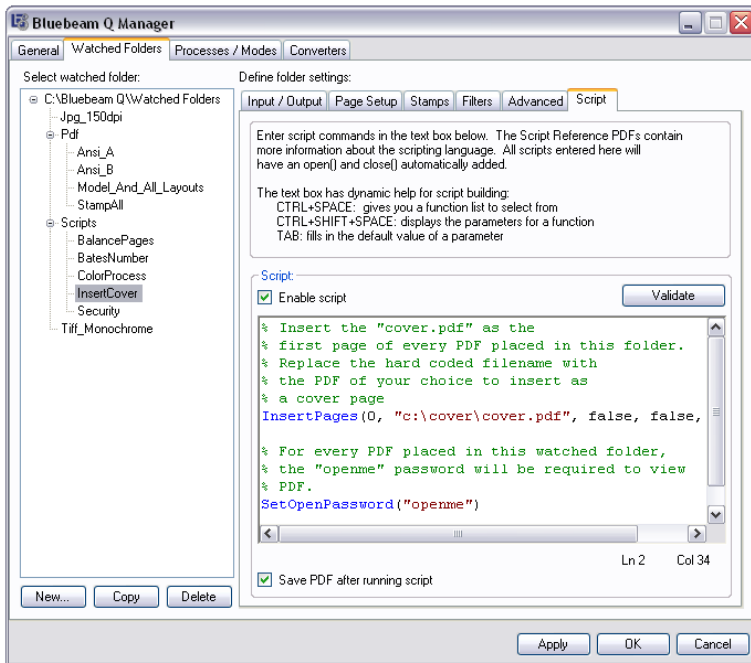 Bluebeam Q Manager
General Watched Folders Processes / Modes Converters
Select watched folder:
C:\Bluebeam Q\Watched Folders
Jpg_150dpi
Pdf
Ansi_A
Ansi_B
Model_And_All_Layouts
StampAll
Scripts
BalancePages
BatesNumber
ColorProcess
InsertCover
Security
Tiff_Monochrome
New... Copy Delete
Define folder settings:
Input / Output Page Setup Stamps Filters Advanced Script
Enter script commands in the text box below. The Script Reference PDFs contain
more information about the scripting language. All scripts entered here will
have an open() and close() automatically added.
The text box has dynamic help for script building:
CTRL+SPACE: gives you a function list to select from
CTRL+SHIFT+SPACE: displays the parameters for a function
TAB: fills in the default value of a parameter
Script:
Enable script Validate
% Insert the "cover.pdf" as the
% first page of every PDF placed in this folder.
% Replace the hard coded filename with
% the PDF of your choice to insert as
% a cover page
InsertPages(0, "c:\cover\cover.pdf", false, false,
% For every PDF placed in this watched folder,
% the "openme" password will be required to view
% PDF.
SetOpenPassword("openme")
Ln 2 Col 34
Save PDF after running script
Apply OK Cancel